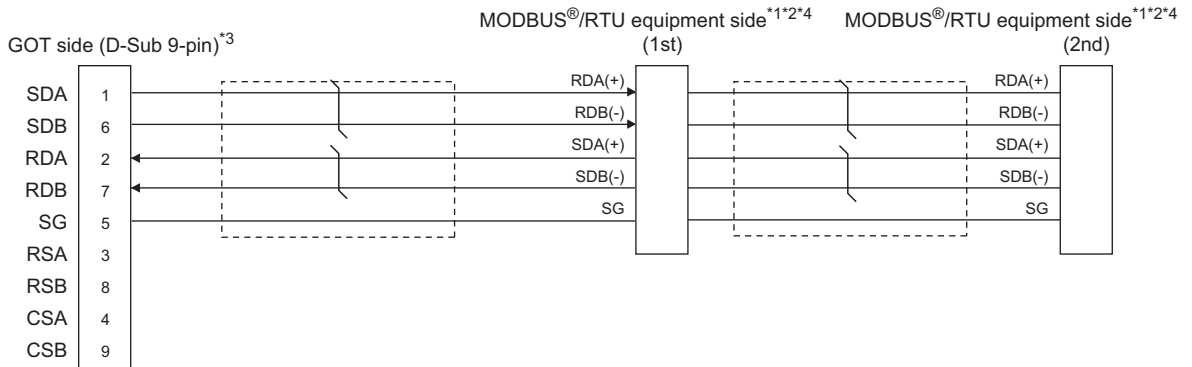 MODBUS®/RTU equipment side*1*2*4
(1st)
MODBUS®/RTU equipment side*1*2*4
(2nd)
GOT side (D-Sub 9-pin)*3
SDA 1 RDA(+) RDA(+)
SDB 6 RDB(-) RDB(-)
RDA 2 SDA(+) SDA(+)
RDB 7 SDB(-) SDB(-)
SG 5 SG SG
RSA 3
RSB 8
CSA 4
CSB 9